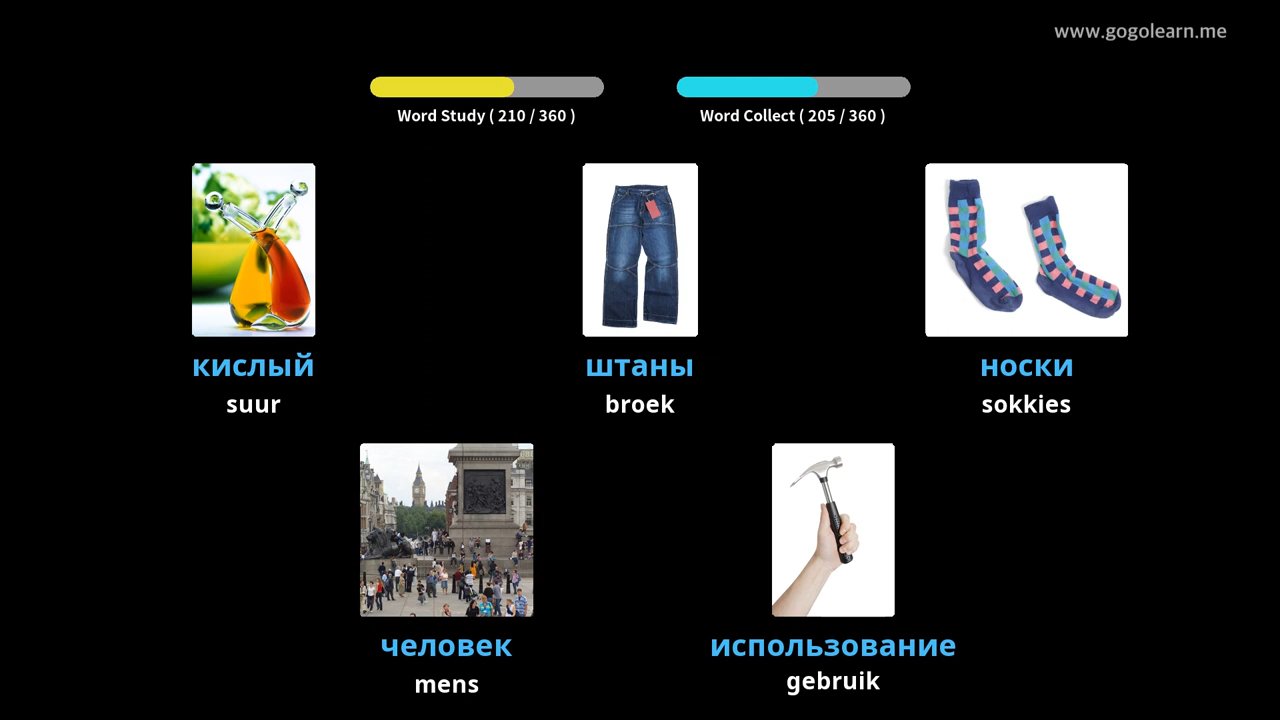 www.gogolearn.me
Word Study ( 210 / 360 )
Word Collect ( 205 / 360 )
кислый
suur
штаны
broek
носки
sokkies
человек
mens
использование
gebruik